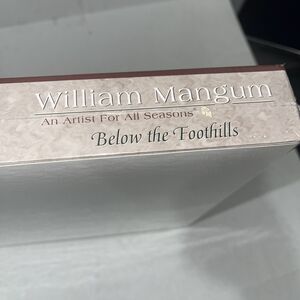 William Mangum
An Artist For All Seasons
Below the Foothills